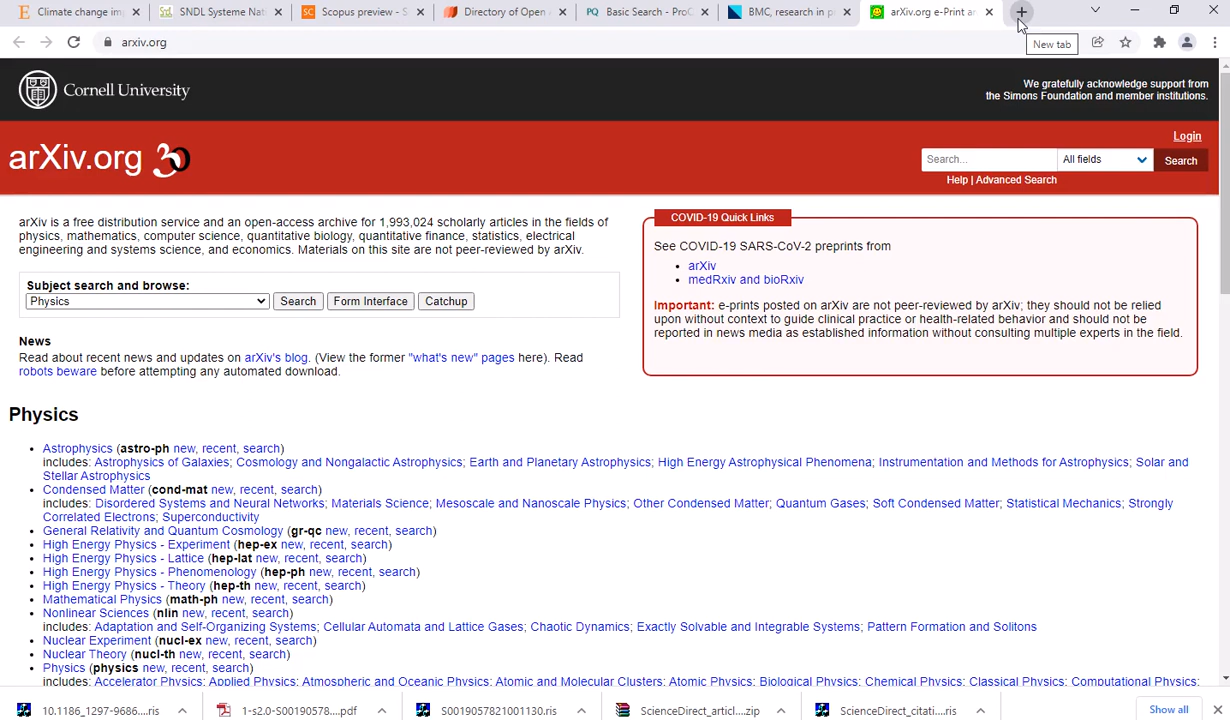 Climate change im
SNDL Systeme Nat
Scopus preview - S
Directory of Open
Basic Search - ProC
BMC, research in p
arXiv.org e-Print a
arxiv.org
New tab
Cornell University
We gratefully acknowledge support from
the Simons Foundation and member institutions.
Login
arXiv.org 30
Search...
All fields
Search
Help | Advanced Search
arXiv is a free distribution service and an open-access archive for 1,993,024 scholarly articles in the fields of
physics, mathematics, computer science, quantitative biology, quantitative finance, statistics, electrical
engineering and systems science, and economics. Materials on this site are not peer-reviewed by arXiv.
Subject search and browse:
Physics
Search
Form Interface
Catchup
News
Read about recent news and updates on arXiv's blog. (View the former "what's new" pages here). Read
robots beware before attempting any automated download.
COVID-19 Quick Links
See COVID-19 SARS-CoV-2 preprints from
• arXiv
• medRxiv and bioRxiv
Important: e-prints posted on arXiv are not peer-reviewed by arXiv; they should not be relied
upon without context to guide clinical practice or health-related behavior and should not be
reported in news media as established information without consulting multiple experts in the field.
Physics
• Astrophysics (astro-ph new, recent, search)
includes: Astrophysics of Galaxies; Cosmology and Nongalactic Astrophysics; Earth and Planetary Astrophysics; High Energy Astrophysical Phenomena; Instrumentation and Methods for Astrophysics; Solar and
Stellar Astrophysics
• Condensed Matter (cond-mat new, recent, search)
includes: Disordered Systems and Neural Networks; Materials Science; Mesoscale and Nanoscale Physics; Other Condensed Matter; Quantum Gases; Soft Condensed Matter; Statistical Mechanics; Strongly
Correlated Electrons; Superconductivity
• General Relativity and Quantum Cosmology (gr-qc new, recent, search)
• High Energy Physics - Experiment (hep-ex new, recent, search)
• High Energy Physics - Lattice (hep-lat new, recent, search)
• High Energy Physics - Phenomenology (hep-ph new, recent, search)
• High Energy Physics - Theory (hep-th new, recent, search)
• Mathematical Physics (math-ph new, recent, search)
• Nonlinear Sciences (nlin new, recent, search)
includes: Adaptation and Self-Organizing Systems; Cellular Automata and Lattice Gases; Chaotic Dynamics; Exactly Solvable and Integrable Systems; Pattern Formation and Solitons
• Nuclear Experiment (nucl-ex new, recent, search)
• Nuclear Theory (nucl-th new, recent, search)
• Physics (physics new, recent, search)
includes: Accelerator Physics; Applied Physics; Atmospheric and Oceanic Physics; Atomic and Molecular Clusters; Atomic Physics; Biological Physics; Chemical Physics; Classical Physics; Computational Physics;
10.1186_1297-9686....ris
1-s2.0-S00190578....pdf
S0019057821001130.ris
ScienceDirect_articl....zip
ScienceDirect_citati....ris
Show all